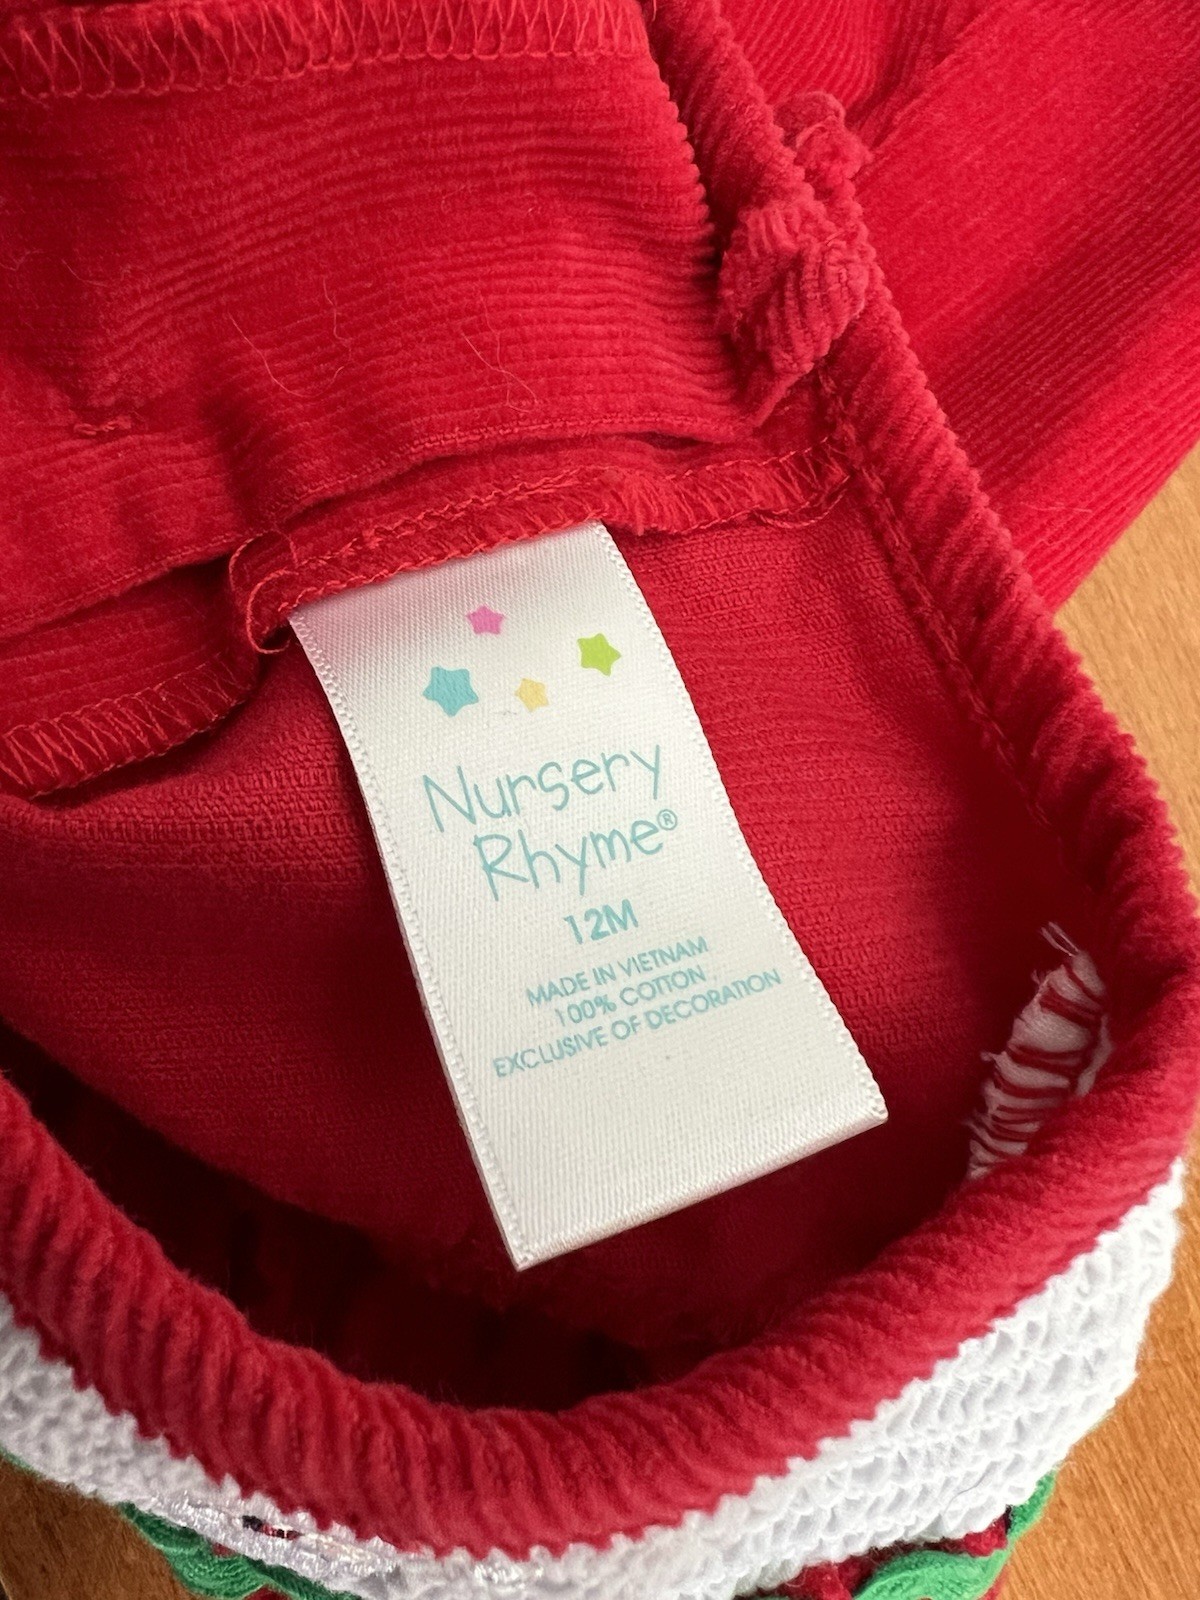 Nursery
Rhyme®
12M
MADE IN VIETNAM
100% COTTON
EXCLUSIVE OF DECORATION